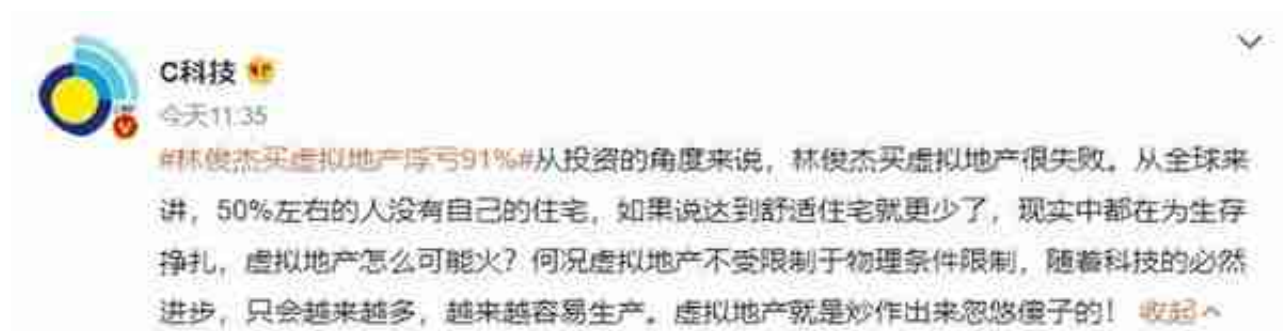 C科技
今天11:35
#林俊杰买虚拟地产浮亏91%#从投资的角度来说，林俊杰买虚拟地产很失败。从全球来
讲，50%左右的人没有自己的住宅，如果说达到舒适住宅就更少了，现实中都在为生存
挣扎，虚拟地产怎么可能火？何况虚拟地产不受限制于物理条件限制，随着科技的必然
进步，只会越来越多，越来越容易生产。虚拟地产就是炒作出来忽悠傻子的！ 收起